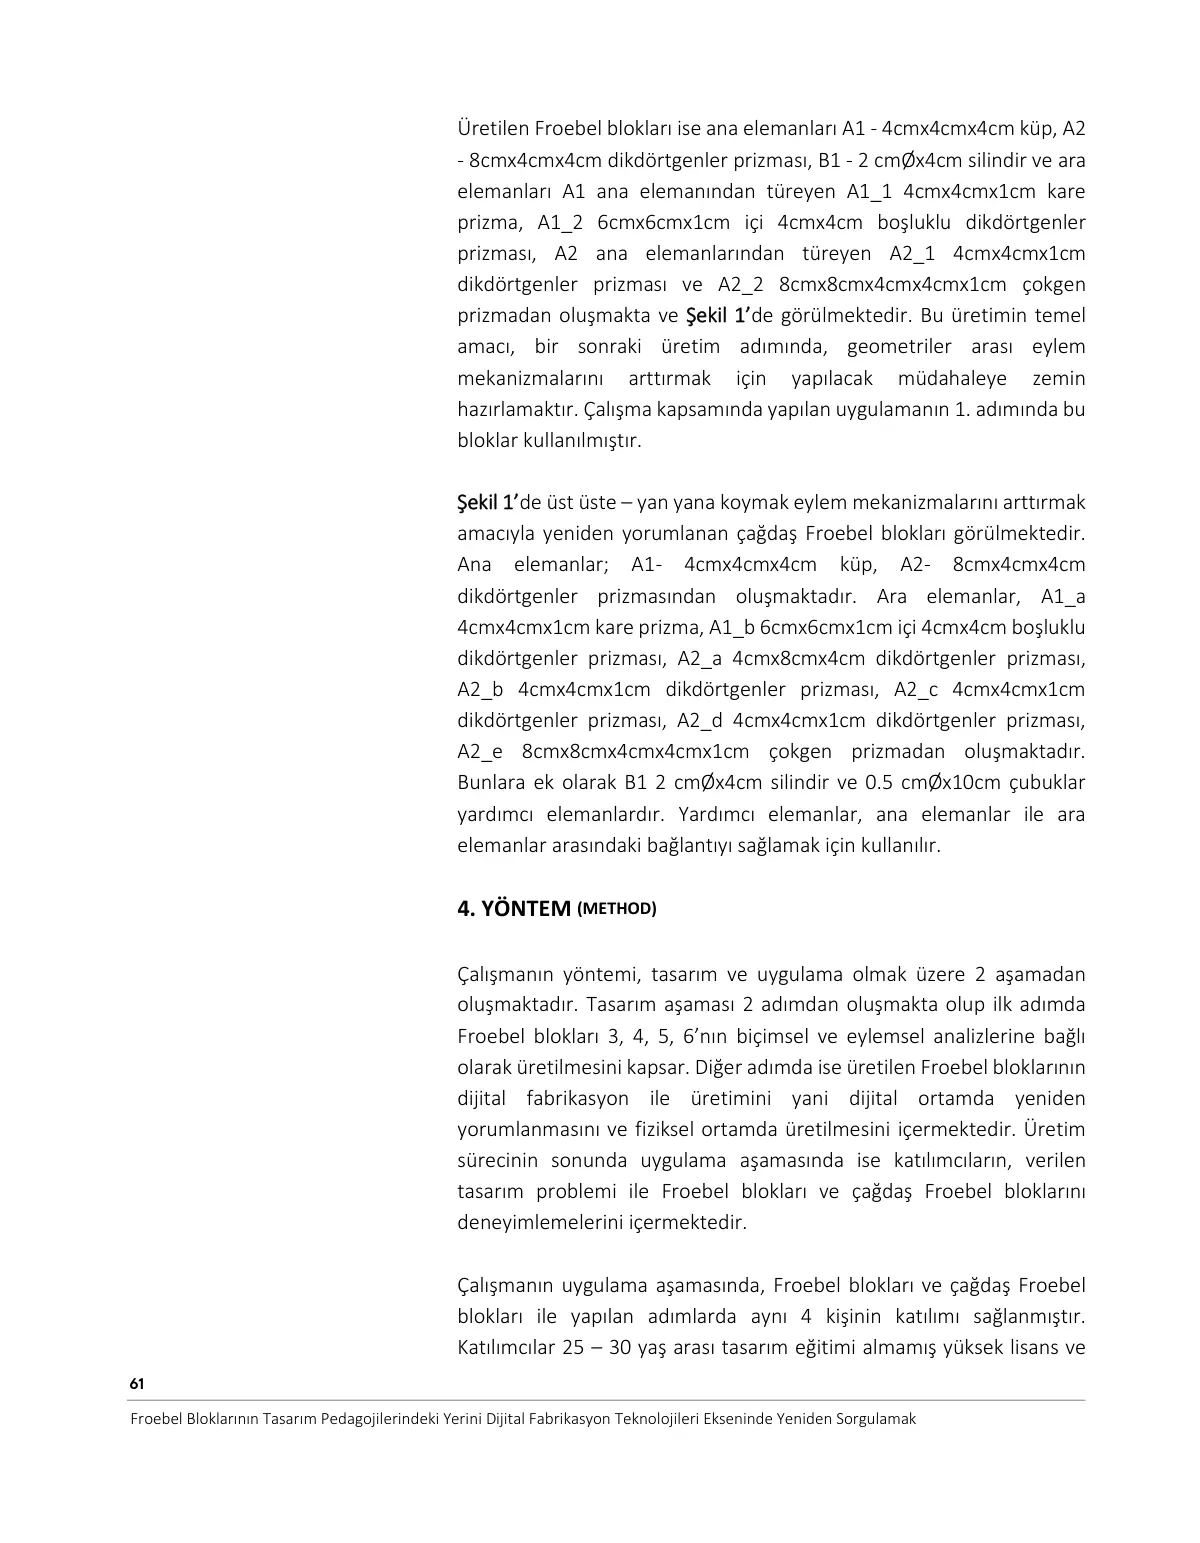 Üretilen Froebel blokları ise ana elemanları A1 - 4cmx4cmx4cm küp, A2
- 8cmx4cmx4cm dikdörtgenler prizması, B1 - 2 cmØx4cm silindir ve ara
elemanları A1 ana elemanından türeyen A1_1 4cmx4cmx1cm kare
prizma, A1_2 6cmx6cmx1cm içi 4cmx4cm boşluklu dikdörtgenler
prizması, A2 ana elemanlarından türeyen A2_1 4cmx4cmx1cm
dikdörtgenler prizması ve A2_2 8cmx8cmx4cmx4cmx1cm çokgen
prizmadan oluşmakta ve Şekil 1’de görülmektedir. Bu üretimin temel
amacı, bir sonraki üretim adımında, geometriler arası eylem
mekanizmalarını arttırmak için yapılacak müdahaleye zemin
hazırlamaktır. Çalışma kapsamında yapılan uygulamanın 1. adımında bu
bloklar kullanılmıştır.
Şekil 1’de üst üste – yan yana koymak eylem mekanizmalarını arttırmak
amacıyla yeniden yorumlanan çağdaş Froebel blokları görülmektedir.
Ana elemanlar; A1- 4cmx4cmx4cm küp, A2- 8cmx4cmx4cm
dikdörtgenler prizmasından oluşmaktadır. Ara elemanlar, A1_a
4cmx4cmx1cm kare prizma, A1_b 6cmx6cmx1cm içi 4cmx4cm boşluklu
dikdörtgenler prizması, A2_a 4cmx8cmx4cm dikdörtgenler prizması,
A2_b 4cmx4cmx1cm dikdörtgenler prizması, A2_c 4cmx4cmx1cm
dikdörtgenler prizması, A2_d 4cmx4cmx1cm dikdörtgenler prizması,
A2_e 8cmx8cmx4cmx4cmx1cm çokgen prizmadan oluşmaktadır.
Bunlara ek olarak B1 2 cmØx4cm silindir ve 0.5 cmØx10cm çubuklar
yardımcı elemanlardır. Yardımcı elemanlar, ana elemanlar ile ara
elemanlar arasındaki bağlantıyı sağlamak için kullanılır.
4. YÖNTEM (METHOD)
Çalışmanın yöntemi, tasarım ve uygulama olmak üzere 2 aşamadan
oluşmaktadır. Tasarım aşaması 2 adımdan oluşmakta olup ilk adımda
Froebel blokları 3, 4, 5, 6’nın biçimsel ve eylemsel analizlerine bağlı
olarak üretilmesini kapsar. Diğer adımda ise üretilen Froebel bloklarının
dijital fabrikasyon ile üretimini yani dijital ortamda yeniden
yorumlanmasını ve fiziksel ortamda üretilmesini içermektedir. Üretim
sürecinin sonunda uygulama aşamasında ise katılımcıların, verilen
tasarım problemi ile Froebel blokları ve çağdaş Froebel bloklarını
deneyimlemelerini içermektedir.
Çalışmanın uygulama aşamasında, Froebel blokları ve çağdaş Froebel
blokları ile yapılan adımlarda aynı 4 kişinin katılımı sağlanmıştır.
Katılımcılar 25 – 30 yaş arası tasarım eğitimi almamış yüksek lisans ve
61
Froebel Bloklarının Tasarım Pedagojilerindeki Yerini Dijital Fabrikasyon Teknolojileri Ekseninde Yeniden Sorgulamak